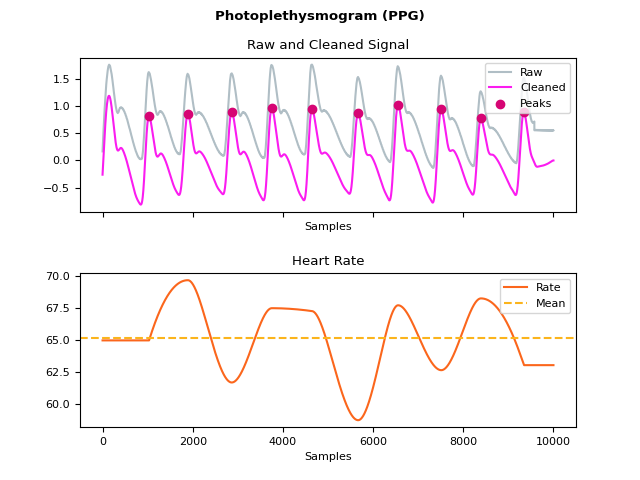 Photoplethysmogram (PPG)
Raw and Cleaned Signal
1.5
1.0
0.5
0.0
−0.5
Raw
Cleaned
Peaks
Samples
Heart Rate
70.0
67.5
65.0
62.5
60.0
Rate
Mean
0 2000 4000 6000 8000 10000
Samples